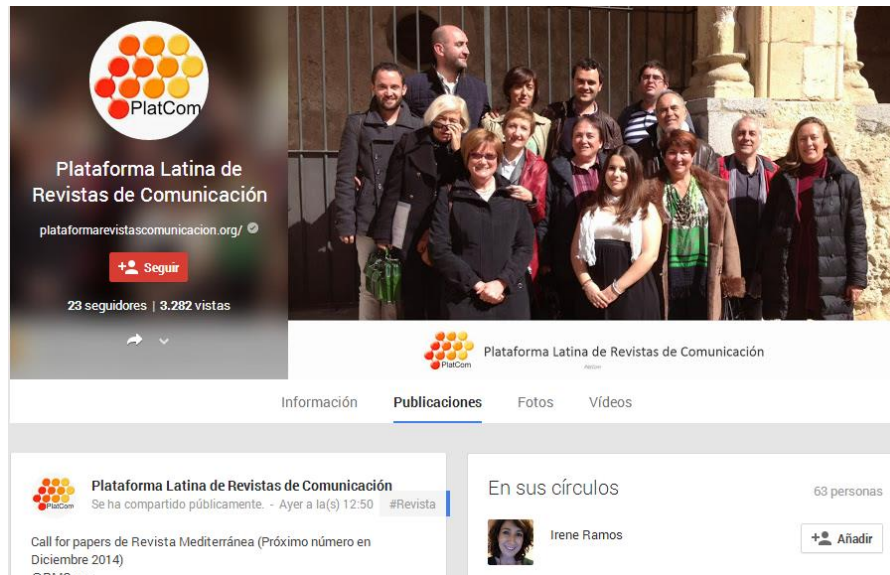 PlatCom
Plataforma Latina de
Revistas de Comunicación
plataformarevistascomunicacion.org/
Seguir
23 seguidores | 3.282 vistas
PlatCom
Plataforma Latina de Revistas de Comunicación
Información Publicaciones Fotos Vídeos
PlatCom
Plataforma Latina de Revistas de Comunicación
Se ha compartido públicamente. - Ayer a la(s) 12:50 #Revista
Call for papers de Revista Mediterránea (Próximo número en
Diciembre 2014)
En sus círculos
63 personas
Irene Ramos
Añadir